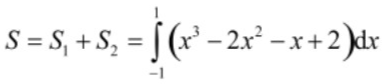 S = S₁ + S₂ = ∫₋₁¹ (x³ − 2x² − x + 2)dx